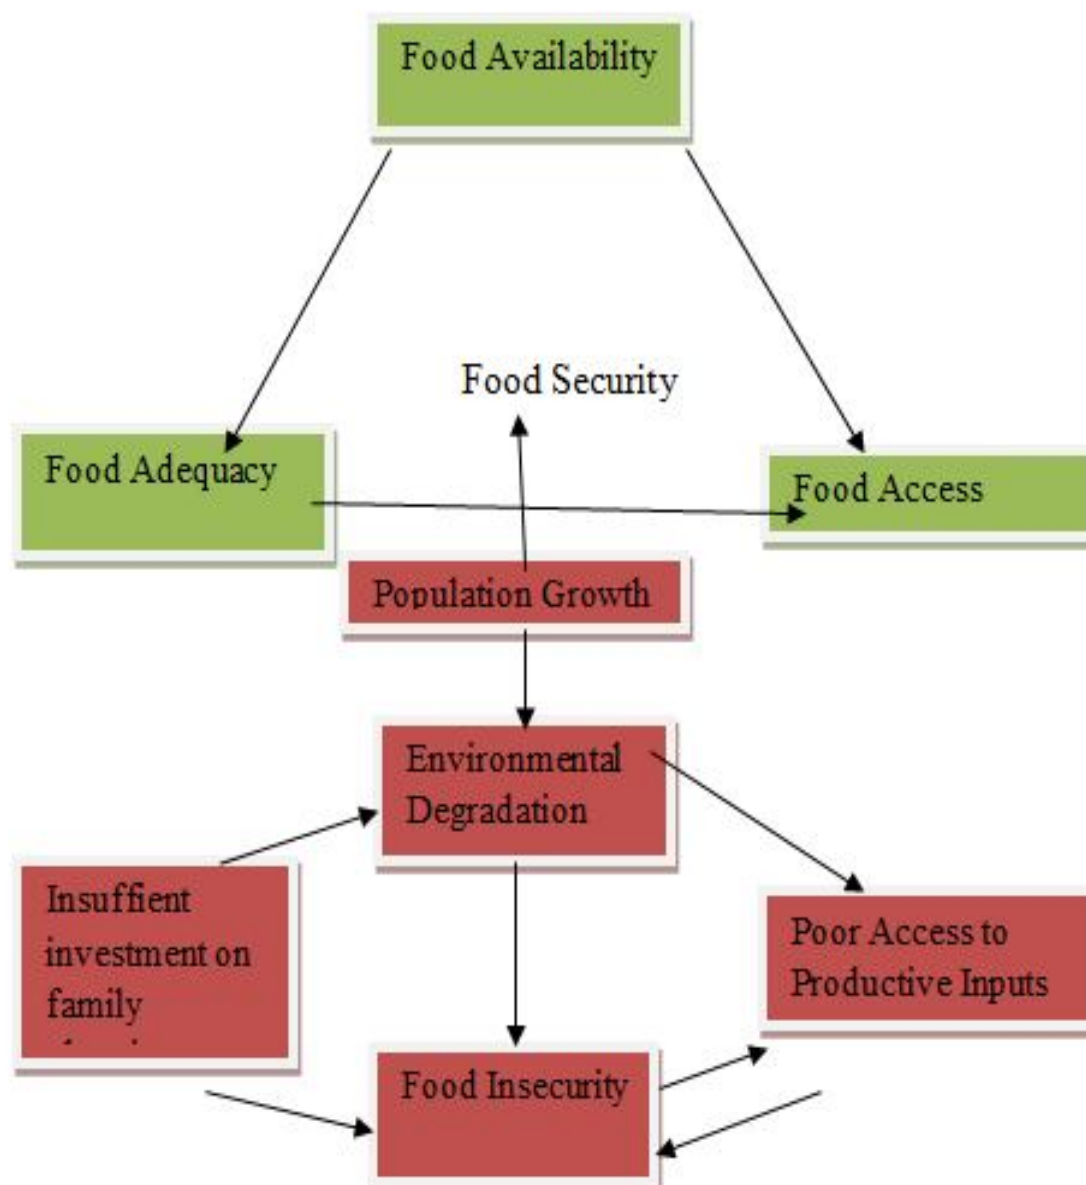 Food Availability
Food Security
Food Adequacy
Food Access
Population Growth
Environmental
Degradation
Insuffient
investment on
family
Poor Access to
Productive Inputs
Food Insecurity